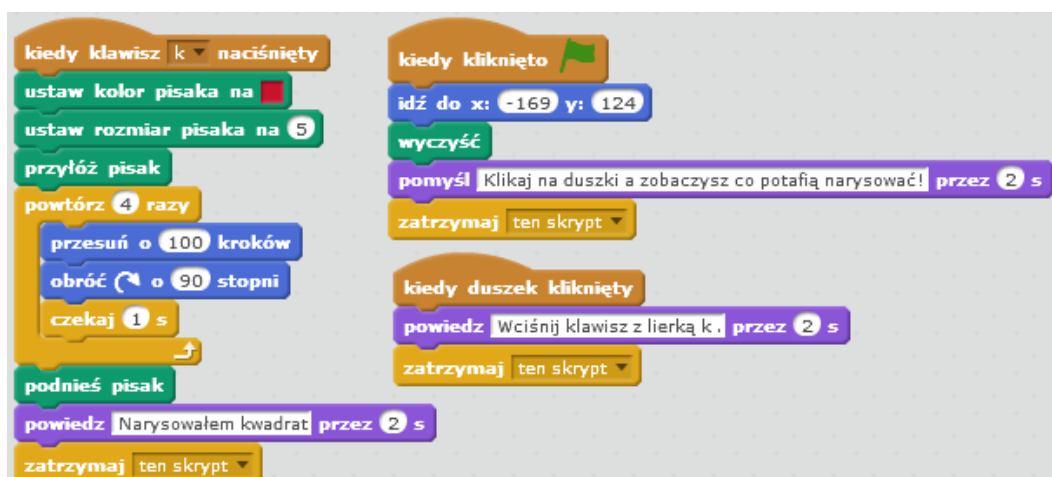 kiedy klawisz k naciśnięty
ustaw kolor pisaka na
ustaw rozmiar pisaka na 5
przyłóż pisak
powtórz 4 razy
przesuń o 100 kroków
obróć o 90 stopni
czekaj 1 s
podnieś pisak
powiedz Narysowałem kwadrat przez 2 s
zatrzymaj ten skrypt
kiedy kliknięto
idź do x: -169 y: 124
wyczyść
pomyśl Klikaj na duszki a zobaczysz co potafią narysować! przez 2 s
zatrzymaj ten skrypt
kiedy duszek kliknięty
powiedz Wciśnij klawisz z lierką k . przez 2 s
zatrzymaj ten skrypt